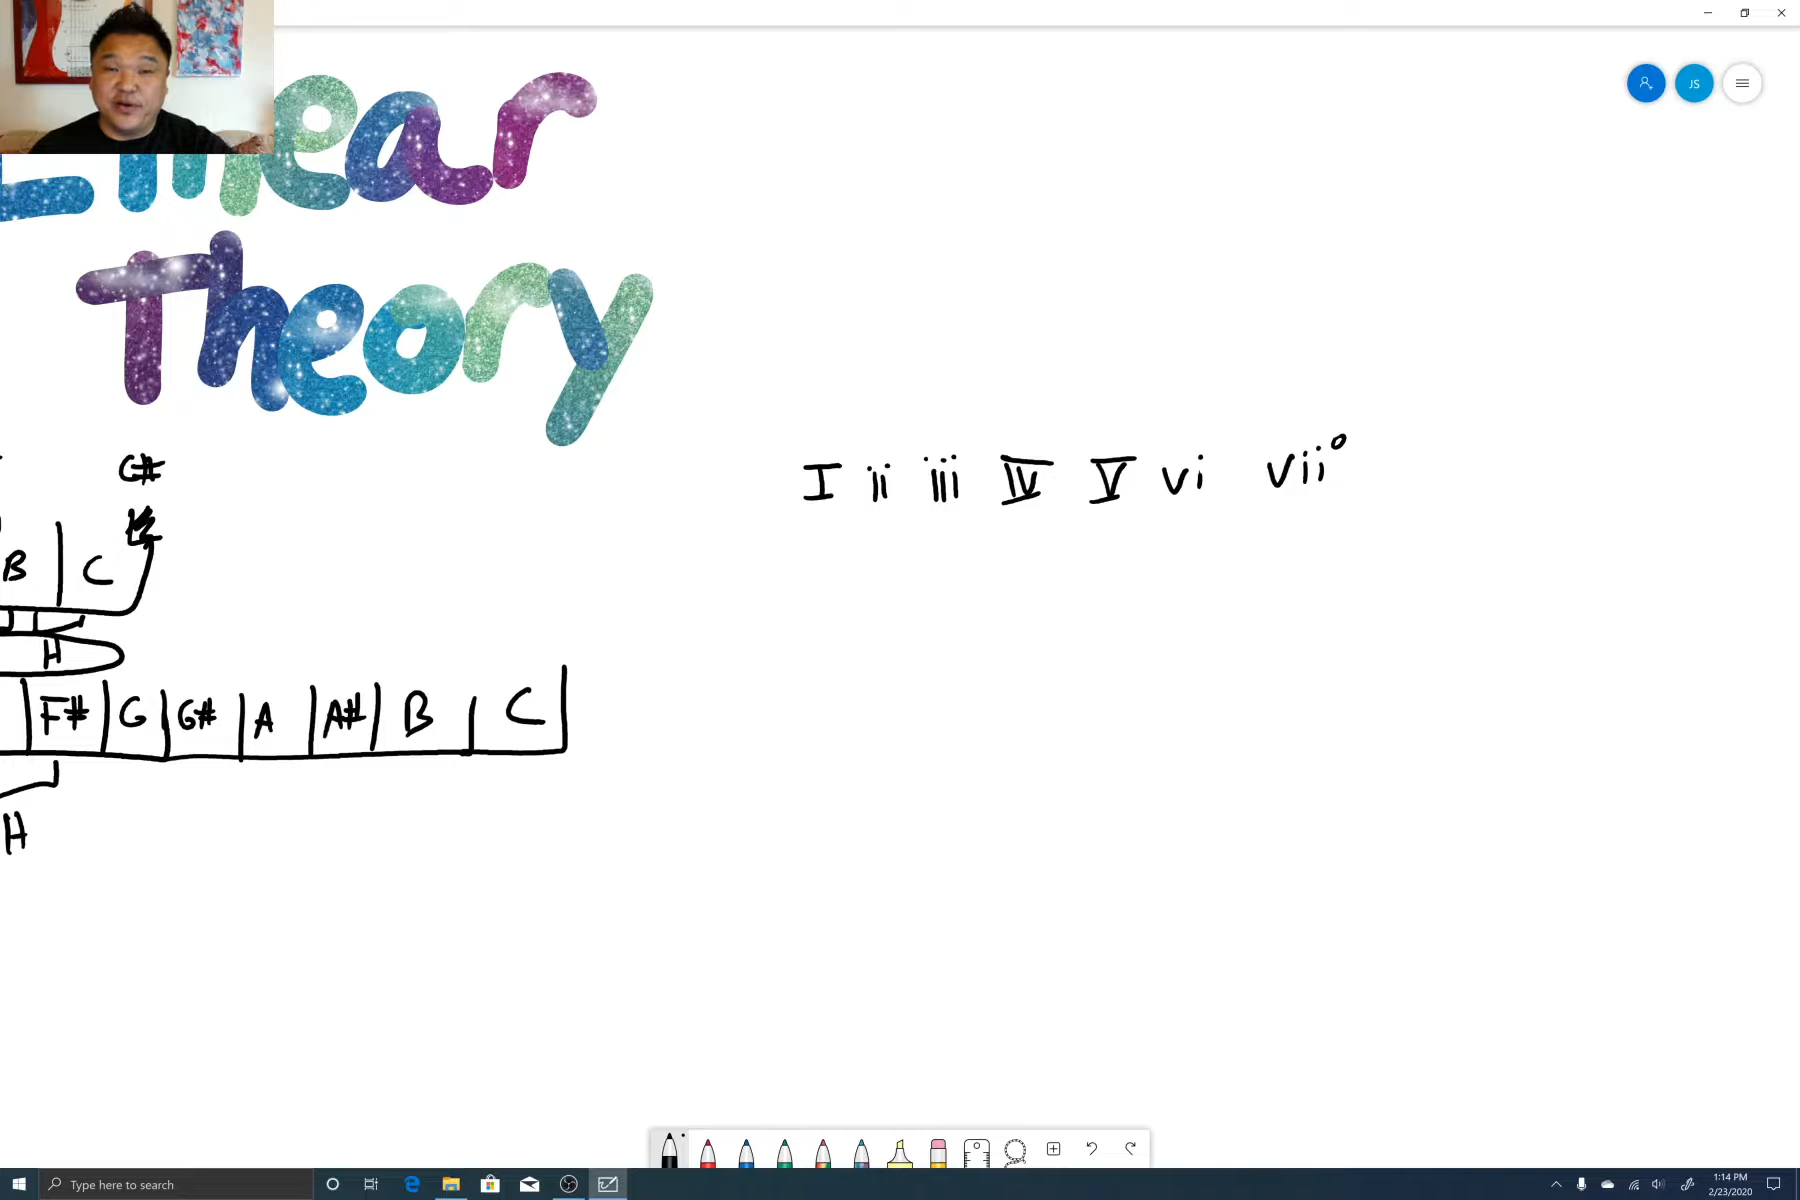 Linear
Theory
JS
C#
I ii iii IV V vi vii°
B C
H
F# G G# A A# B C
H
Type here to search
1:14 PM
2/23/2020